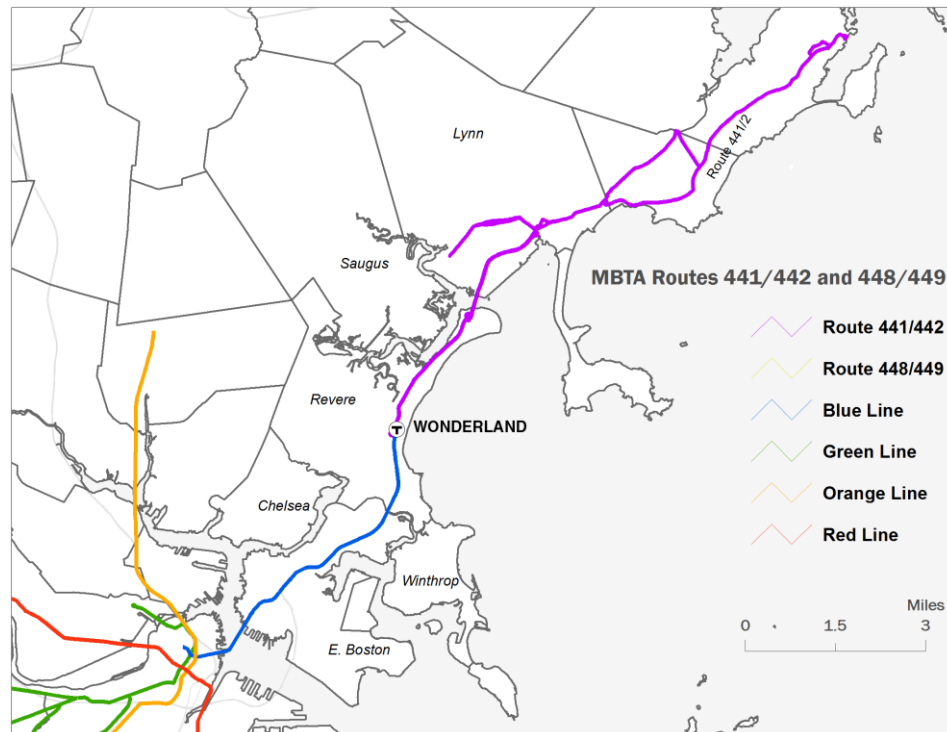 Lynn
Route 441/2
Saugus
MBTA Routes 441/442 and 448/449
Route 441/442
Route 448/449
Revere
T WONDERLAND
Blue Line
Green Line
Chelsea
Orange Line
Red Line
Winthrop
Miles
0 1.5 3
E. Boston